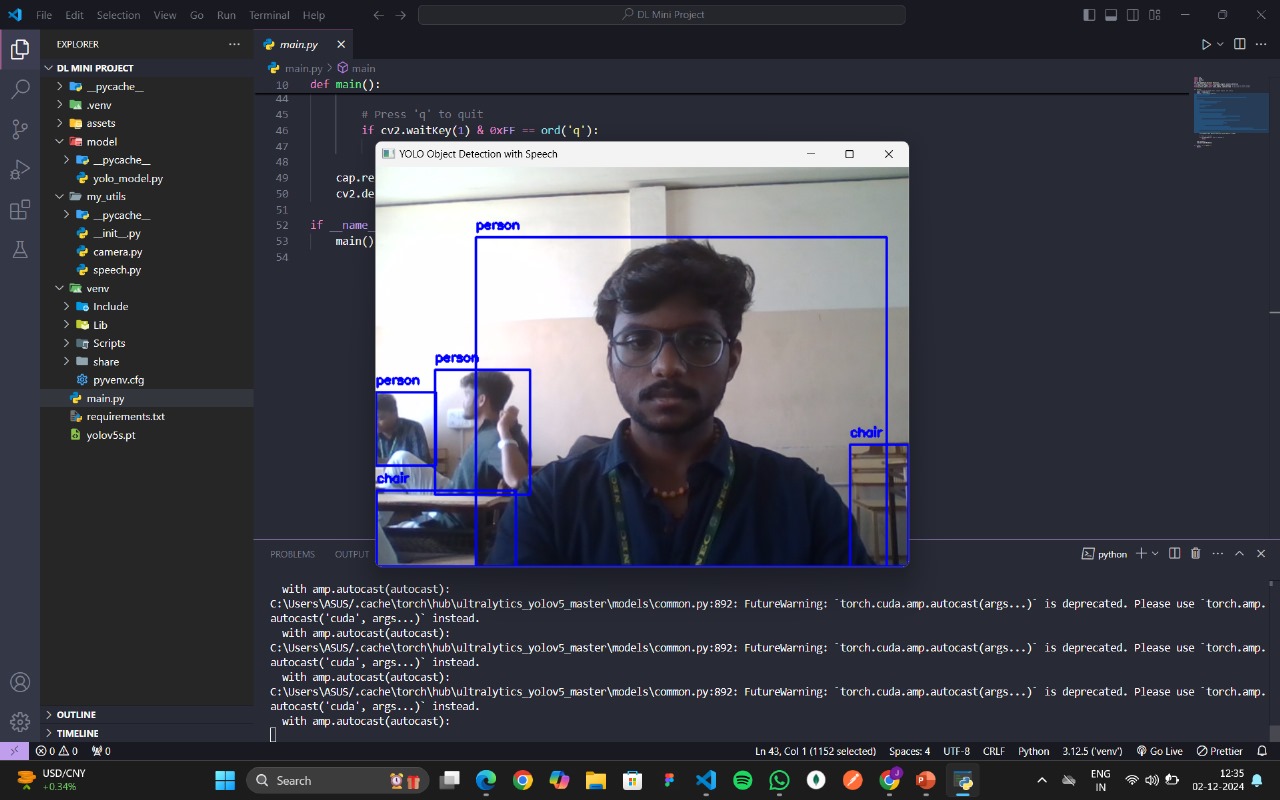 File Edit Selection View Go Run Terminal Help
DL Mini Project
EXPLORER
main.py
DL MINI PROJECT
main.py > main
__pycache__
10 def main():
.venv
44
assets
45 # Press 'q' to quit
model
46 if cv2.waitKey(1) & 0xFF == ord('q'):
__pycache__
47
yolo_model.py
48
my_utils
49 cap.re
__pycache__
50 cv2.de
__init__.py
51
camera.py
52 if __name_
speech.py
53 main()
venv
54
Include
Lib
Scripts
share
pyvenv.cfg
main.py
requirements.txt
yolov5s.pt
YOLO Object Detection with Speech
person
person
person
chair
chair
NEC
NEC
PROBLEMS OUTPUT
python
with amp.autocast(autocast):
C:\Users\ASUS/.cache\torch\hub\ultralytics_yolov5_master\models\common.py:892: FutureWarning: `torch.cuda.amp.autocast(args...)` is deprecated. Please use `torch.amp.
autocast('cuda', args...)` instead.
with amp.autocast(autocast):
C:\Users\ASUS/.cache\torch\hub\ultralytics_yolov5_master\models\common.py:892: FutureWarning: `torch.cuda.amp.autocast(args...)` is deprecated. Please use `torch.amp.
autocast('cuda', args...)` instead.
with amp.autocast(autocast):
C:\Users\ASUS/.cache\torch\hub\ultralytics_yolov5_master\models\common.py:892: FutureWarning: `torch.cuda.amp.autocast(args...)` is deprecated. Please use `torch.amp.
autocast('cuda', args...)` instead.
with amp.autocast(autocast):
OUTLINE
TIMELINE
0 0 0
Ln 43, Col 1 (1152 selected) Spaces: 4 UTF-8 CRLF Python 3.12.5 ('venv') Go Live Prettier
USD/CNY
+0.34%
Search
ENG
IN
12:35
02-12-2024